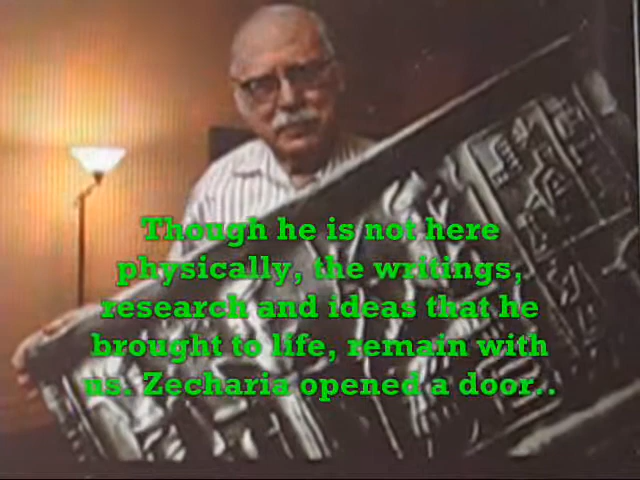 Though he is not here
physically, the writings,
research and ideas that he
brought to life, remain with
us. Zecharia opened a door..